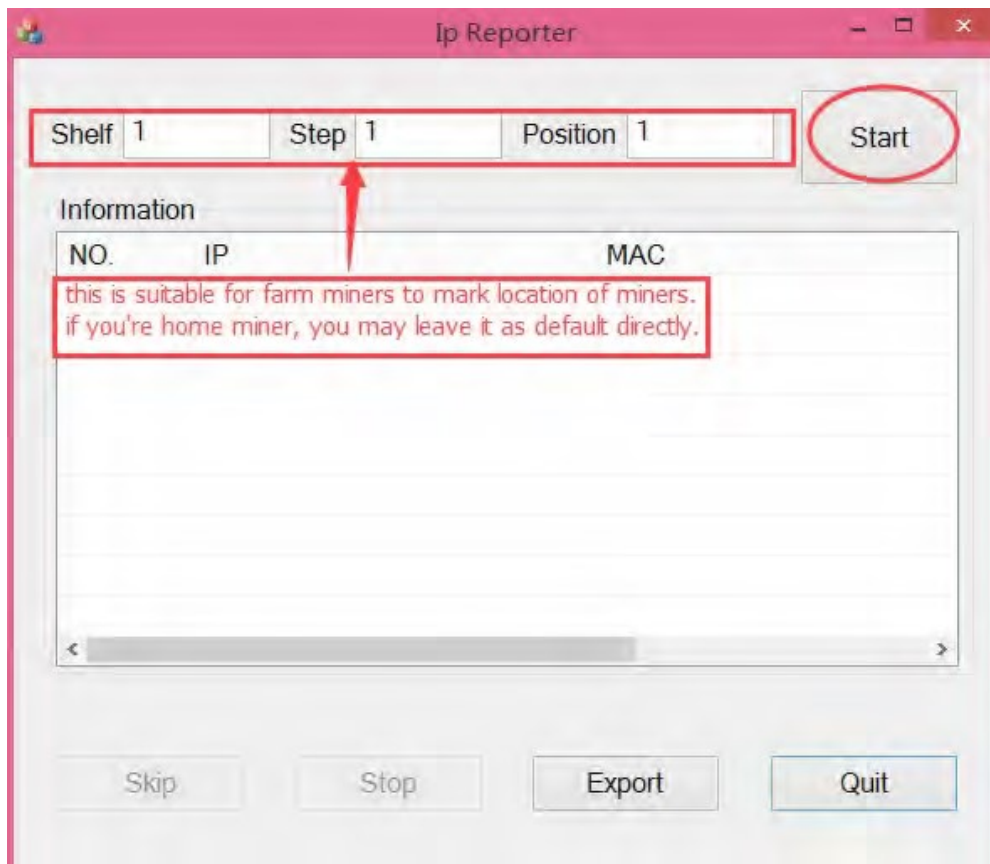 Ip Reporter
Shelf 1 Step 1 Position 1 Start
Information
NO. IP MAC
this is suitable for farm miners to mark location of miners.
if you're home miner, you may leave it as default directly.
Skip Stop Export Quit